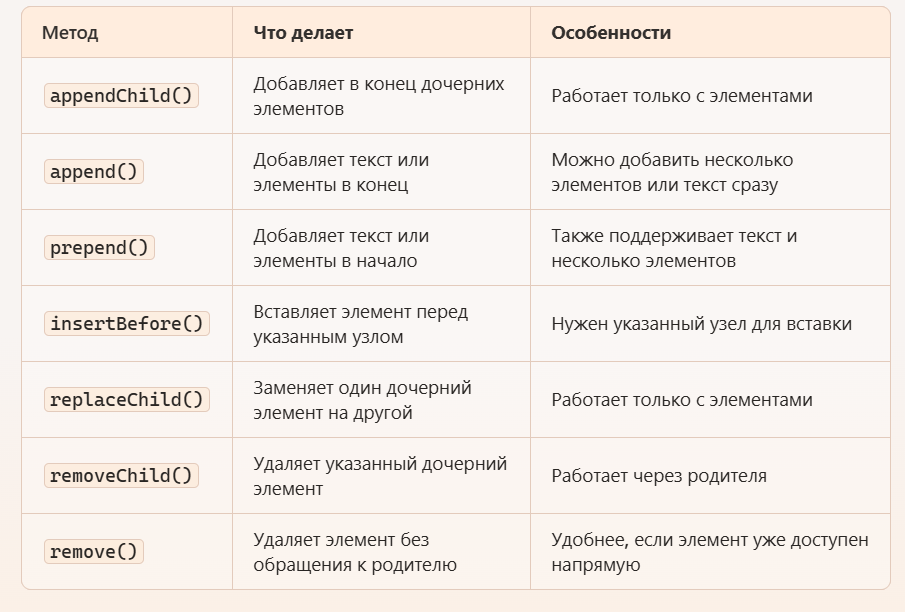 Метод
Что делает
Особенности
appendChild()
Добавляет в конец дочерних
элементов
Работает только с элементами
append()
Добавляет текст или
элементы в конец
Можно добавить несколько
элементов или текст сразу
prepend()
Добавляет текст или
элементы в начало
Также поддерживает текст и
несколько элементов
insertBefore()
Вставляет элемент перед
указанным узлом
Нужен указанный узел для вставки
replaceChild()
Заменяет один дочерний
элемент на другой
Работает только с элементами
removeChild()
Удаляет указанный дочерний
элемент
Работает через родителя
remove()
Удаляет элемент без
обращения к родителю
Удобнее, если элемент уже доступен
напрямую